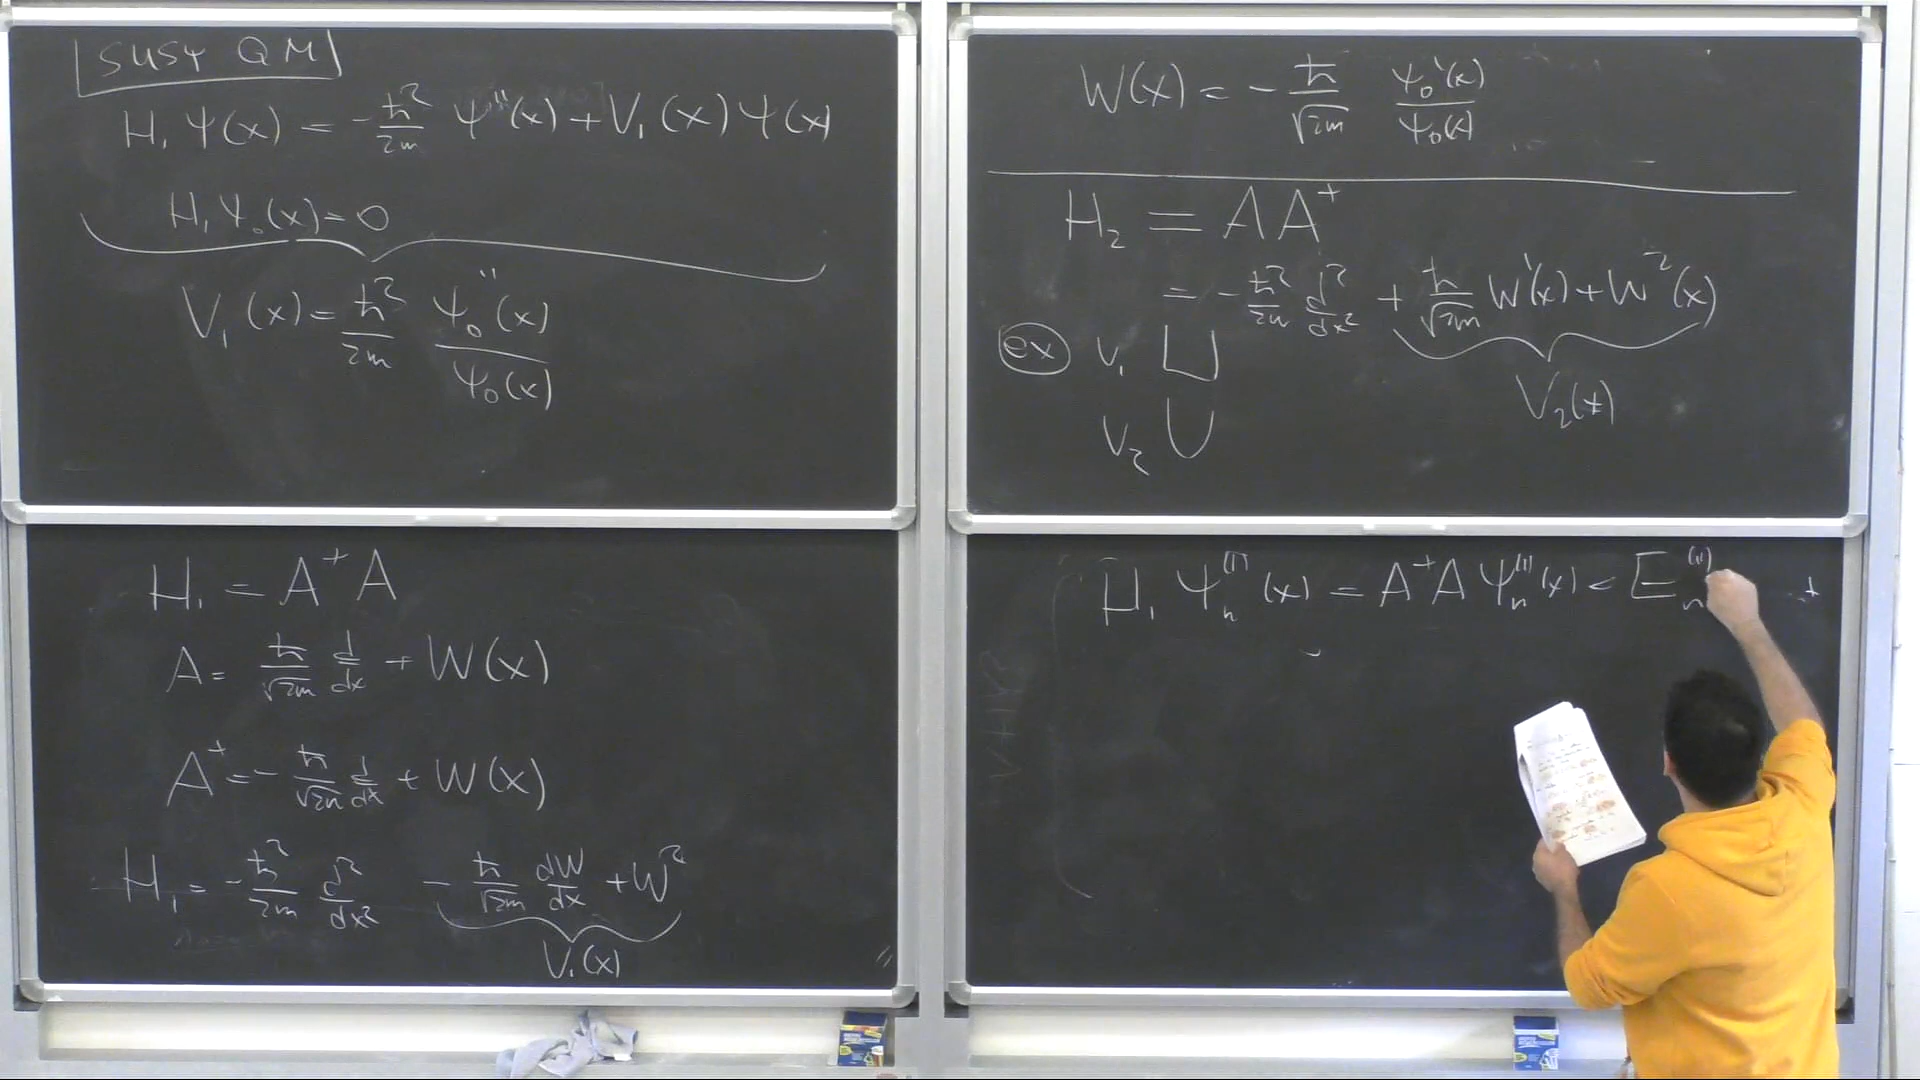 SUSY QM
H₁ Ψ(x) = -ħ²/2m Ψ''(x) + V₁(x) Ψ(x)
H₁ Ψ₀(x) = 0
V₁(x) = ħ²/2m Ψ₀''(x)/Ψ₀(x)
H₁ = A⁺A
A = ħ/√2m d/dx + W(x)
A⁺ = - ħ/√2m d/dx + W(x)
H₁ = - ħ²/2m d²/dx² - ħ/√2m dW/dx + W²
V₁(x)
W(x) = - ħ/√2m Ψ₀'(x)/Ψ₀(x)
H₂ = AA⁺
= - ħ²/2m d²/dx² + ħ/√2m W'(x) + W²(x)
V₂(x)
ex V₁
V₂
H₁ Ψₙ⁽¹⁾(x) = A⁺A Ψₙ⁽¹⁾(x) = Eₙ⁽¹⁾